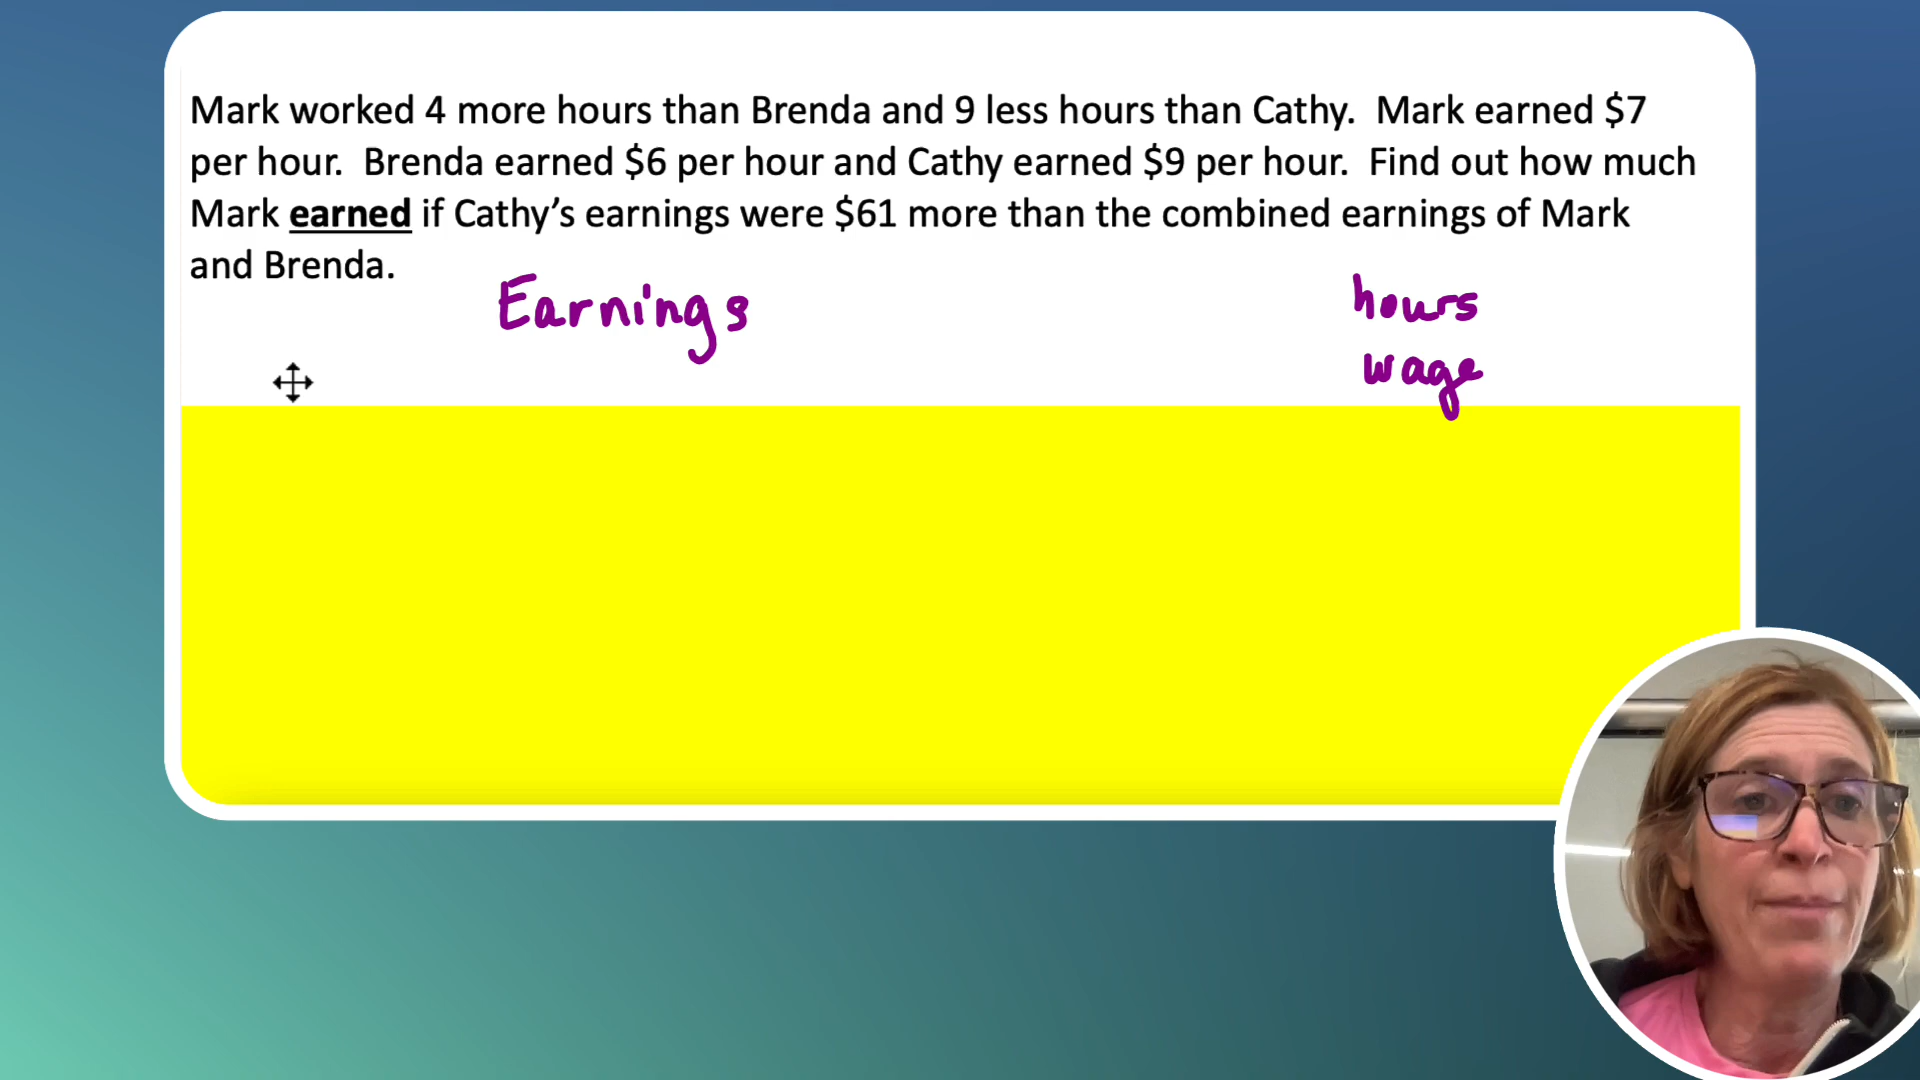 Mark worked 4 more hours than Brenda and 9 less hours than Cathy.  Mark earned $7
per hour.  Brenda earned $6 per hour and Cathy earned $9 per hour.  Find out how much
Mark earned if Cathy’s earnings were $61 more than the combined earnings of Mark
and Brenda.
Earnings
hours
wage